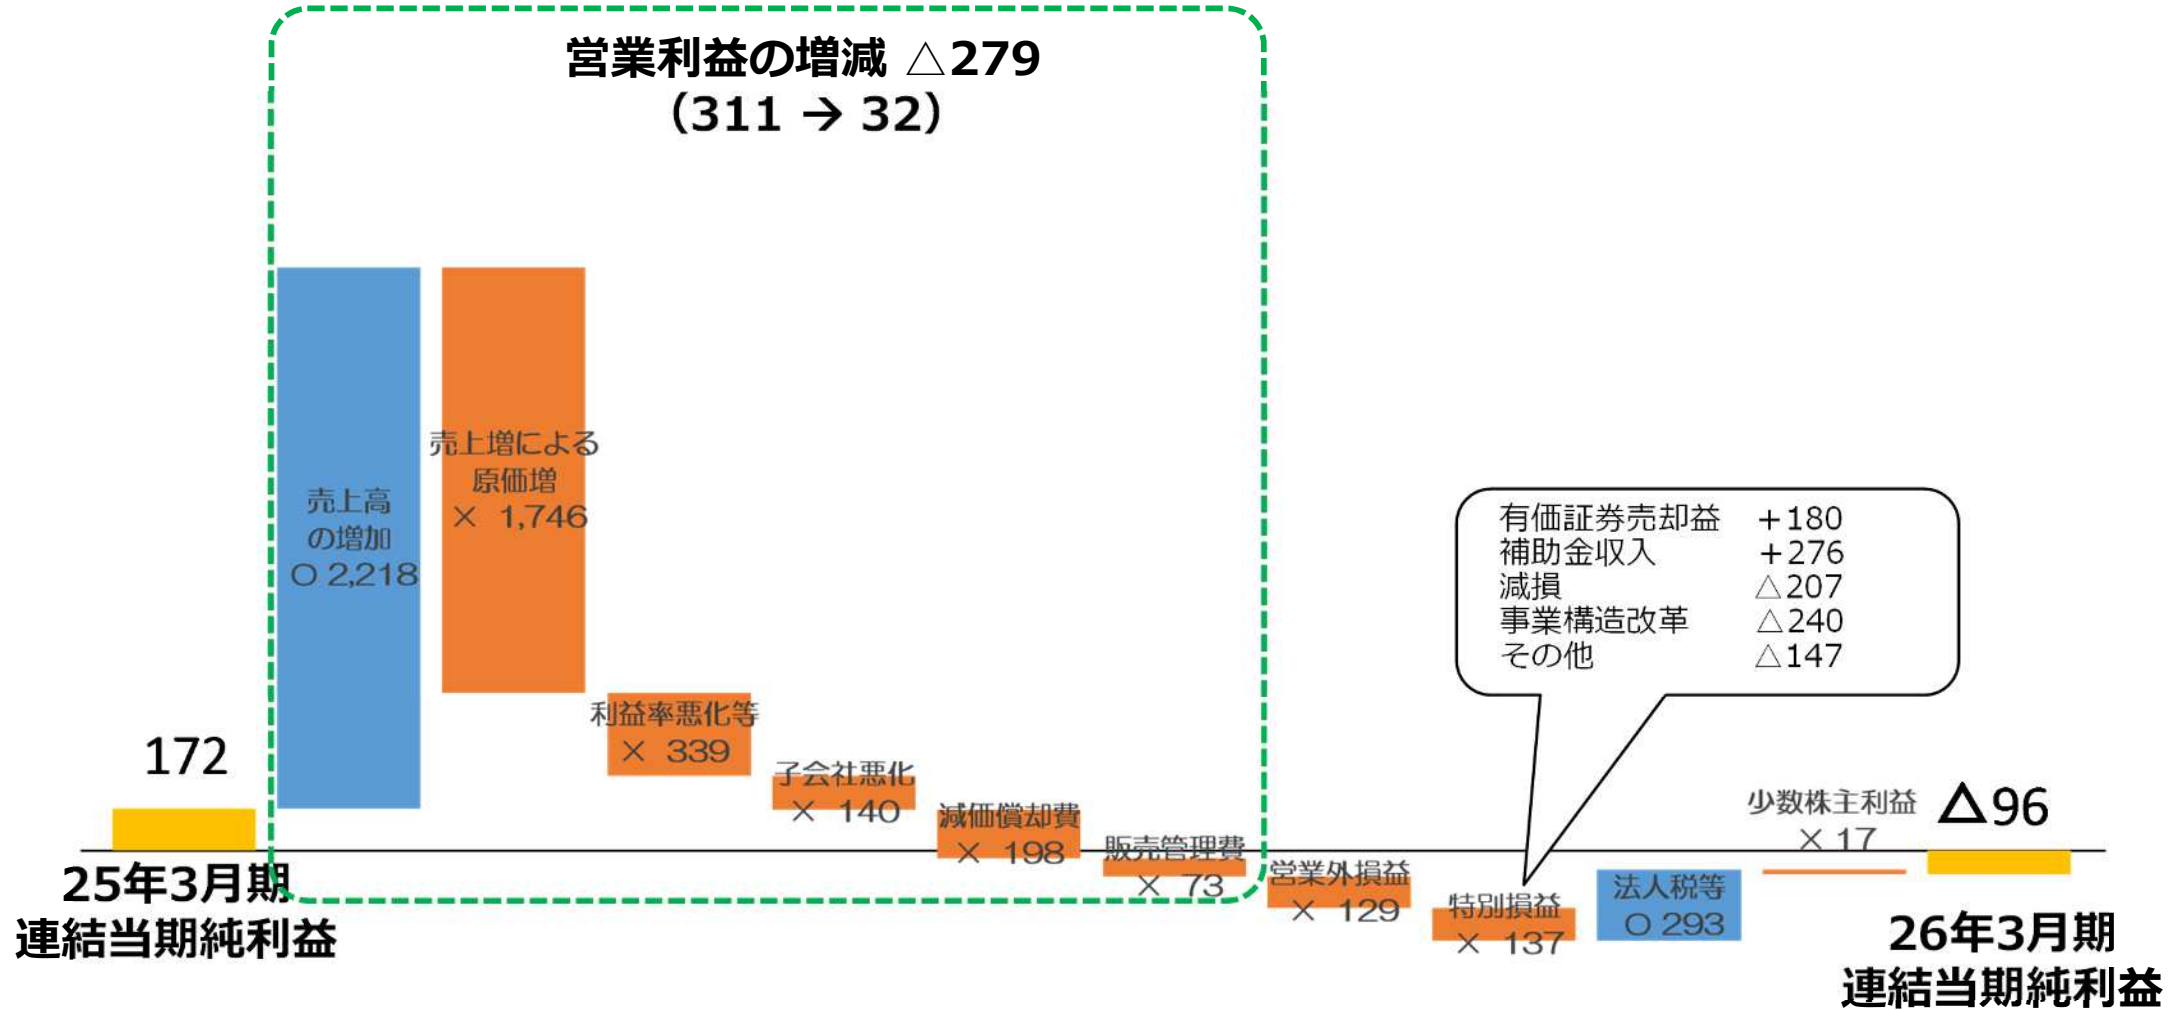 営業利益の増減 △279
（311 → 32）
172
25年3月期
連結当期純利益
売上高
の増加
○ 2,218
売上増による
原価増
× 1,746
利益率悪化等
× 339
子会社悪化
× 140
減価償却費
× 198
販売管理費
× 73
営業外損益
× 129
特別損益
× 137
有価証券売却益 +180
補助金収入 +276
減損 △207
事業構造改革 △240
その他 △147
法人税等
○ 293
少数株主利益
× 17
△96
26年3月期
連結当期純利益